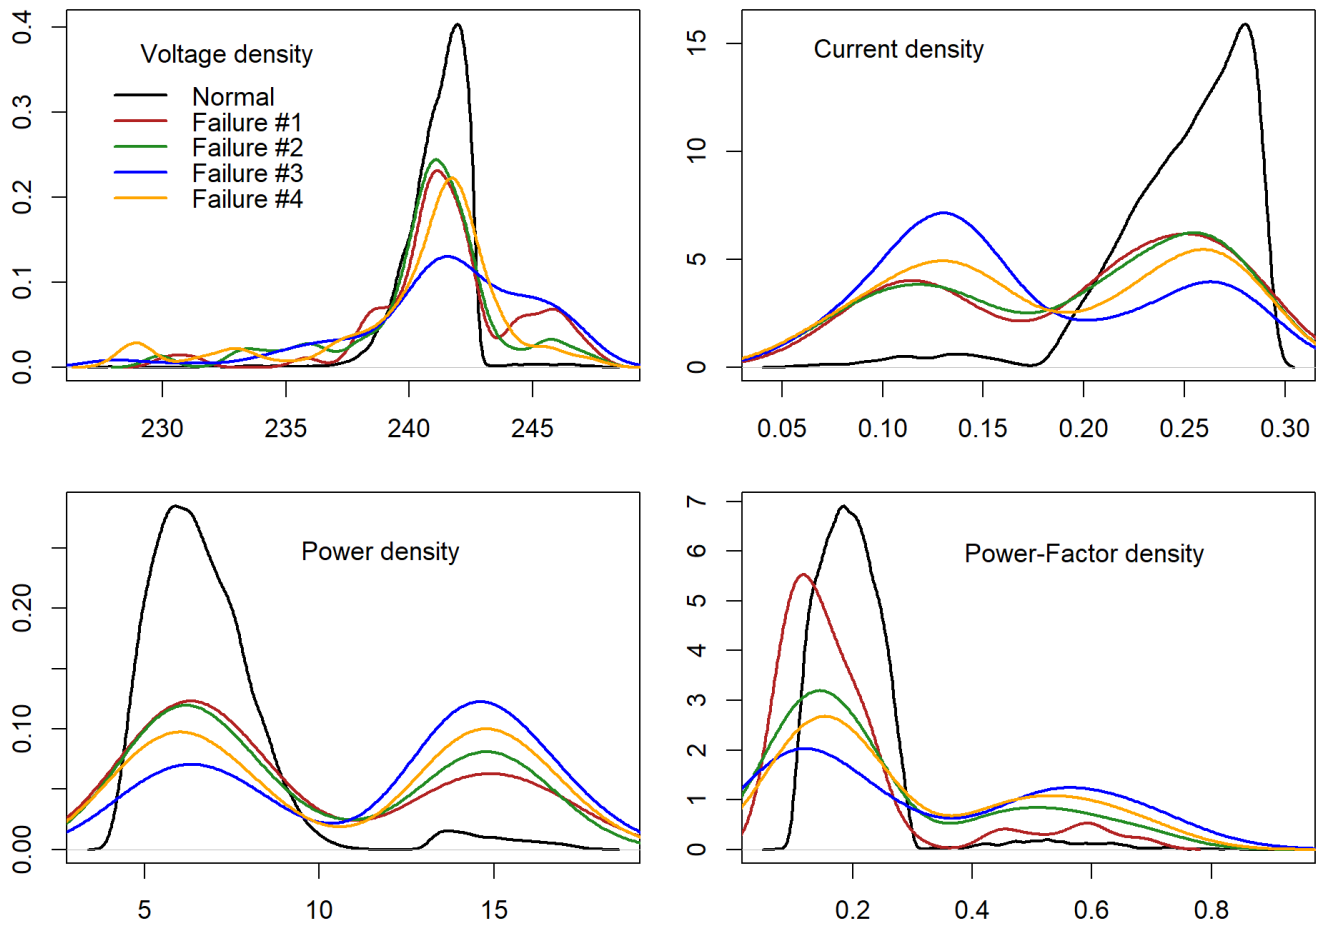 Voltage density
Normal
Failure #1
Failure #2
Failure #3
Failure #4
0.4
0.3
0.2
0.1
0.0
230 235 240 245
Current density
15
10
5
0
0.05 0.10 0.15 0.20 0.25 0.30
Power density
0.20
0.10
0.00
5 10 15
Power-Factor density
7
6
5
4
3
2
1
0
0.2 0.4 0.6 0.8